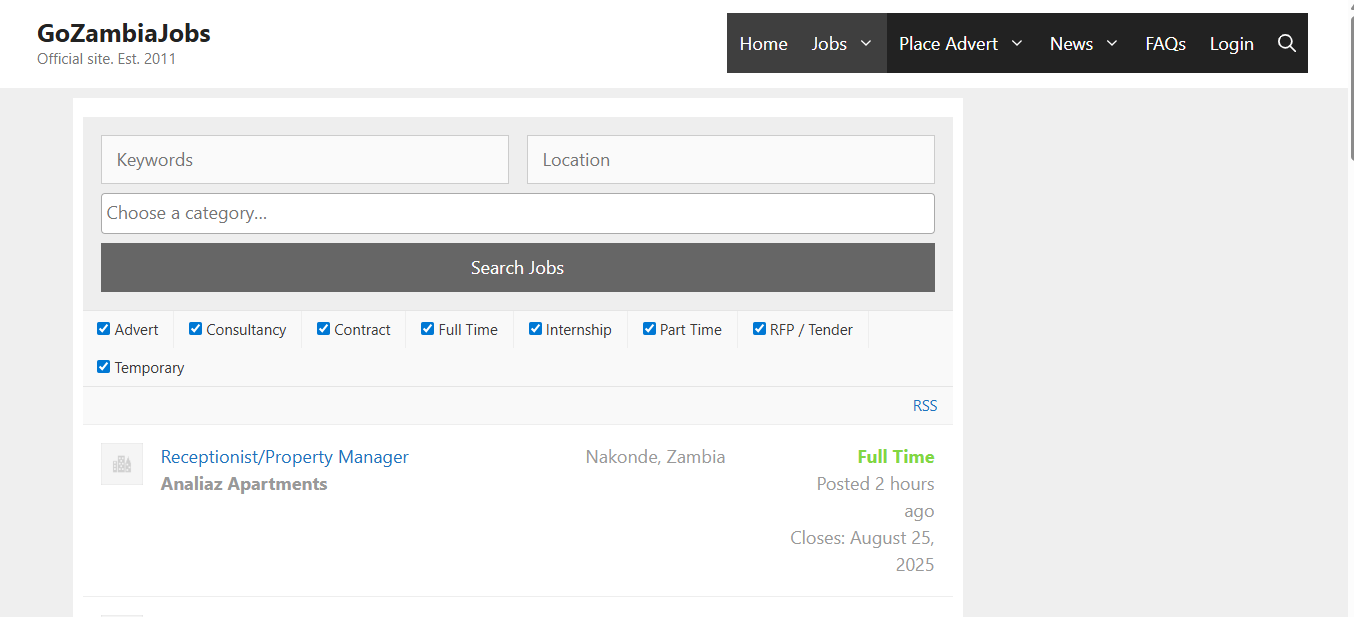 GoZambiaJobs
Official site. Est. 2011
Home Jobs Place Advert News FAQs Login
Keywords Location
Choose a category...
Search Jobs
Advert Consultancy Contract Full Time Internship Part Time RFP / Tender
Temporary
RSS
Receptionist/Property Manager Nakonde, Zambia Full Time
Analiaz Apartments Posted 2 hours
ago
Closes: August 25,
2025